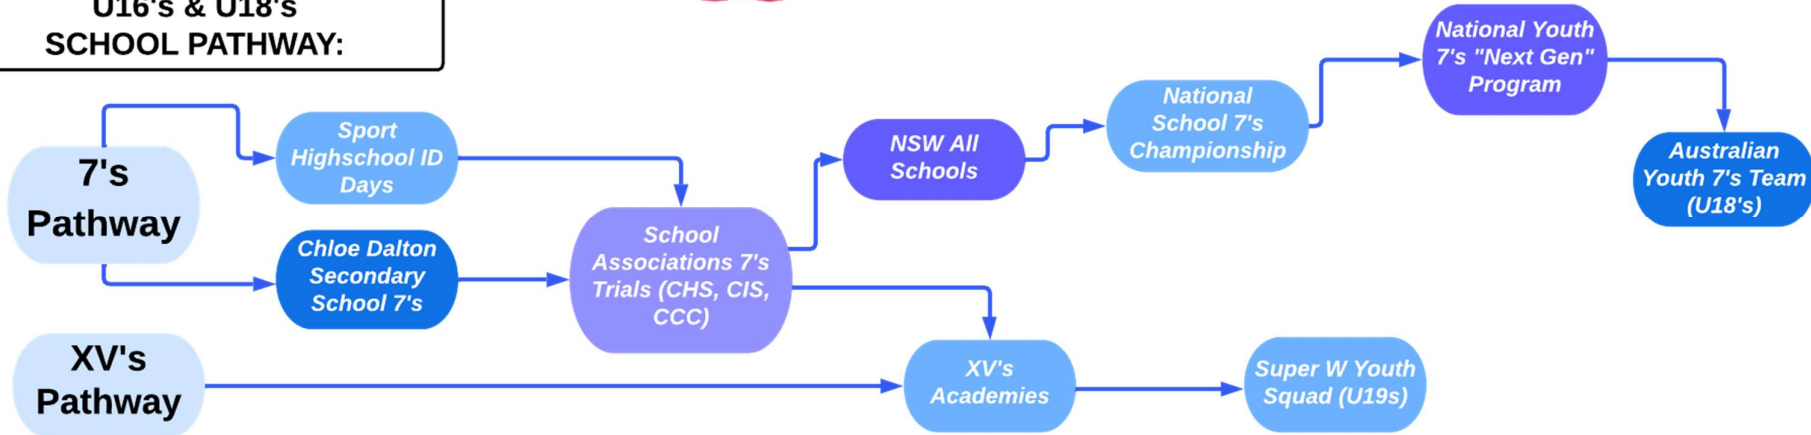 U16's & U18's
SCHOOL PATHWAY:
7's
Pathway
Sport
Highschool ID
Days
Chloe Dalton
Secondary
School 7's
School
Associations 7's
Trials (CHS, CIS,
CCC)
NSW All
Schools
National
School 7's
Championship
National Youth
7's "Next Gen"
Program
Australian
Youth 7's Team
(U18's)
XV's
Pathway
XV's
Academies
Super W Youth
Squad (U19s)